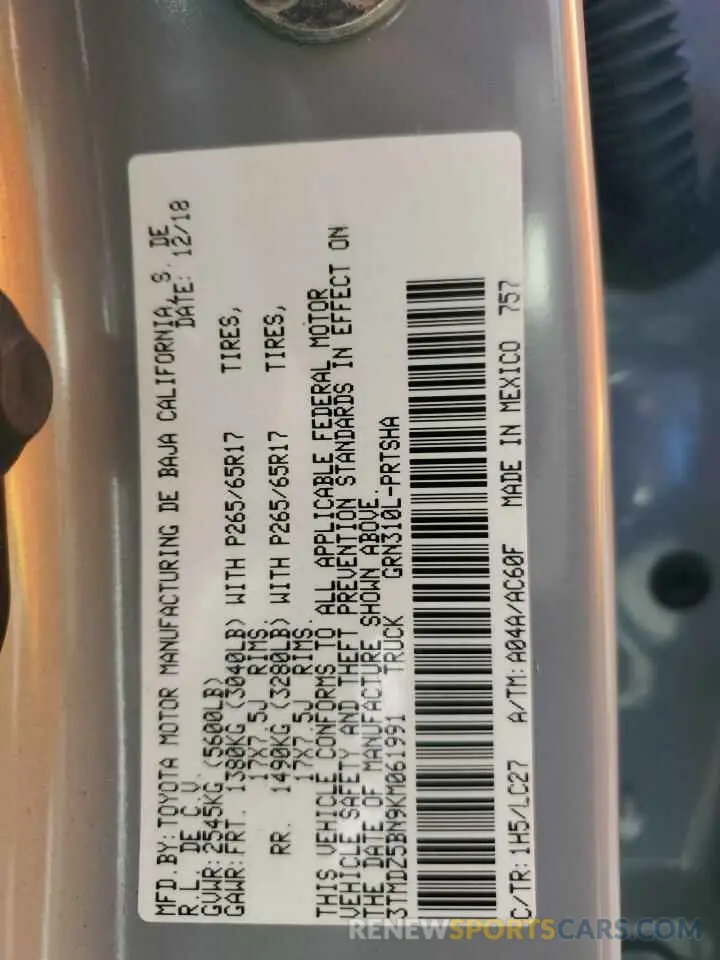 MFD.BY:TOYOTA MOTOR MANUFACTURING DE BAJA CALIFORNIA, S. DE
R.L. DE C.V. DATE: 12/18
GVWR:2545KG (5600LB)
GAWR:FRT. 1380KG (3040LB) WITH P265/65R17 TIRES,
17X7.5J RIMS.
RR. 1490KG (3280LB) WITH P265/65R17 TIRES,
17X7.5J RIMS.
THIS VEHICLE CONFORMS TO ALL APPLICABLE FEDERAL MOTOR
VEHICLE SAFETY AND THEFT PREVENTION STANDARDS IN EFFECT ON
THE DATE OF MANUFACTURE SHOWN ABOVE.
3TMDZ5BN9KM061991 TRUCK GRN310L-PRTSHA
C/TR:1H5/LC27 A/TM:A04A/AC60F MADE IN MEXICO 757
RENEWSPORTSCARS.COM